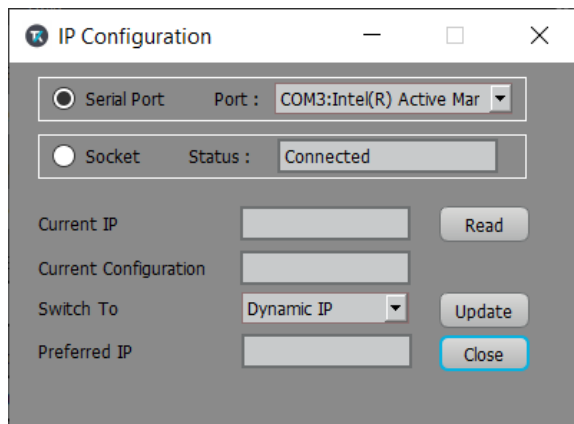 IP Configuration
Serial Port Port : COM3:Intel(R) Active Mar
Socket Status : Connected
Current IP Read
Current Configuration
Switch To Dynamic IP Update
Preferred IP Close